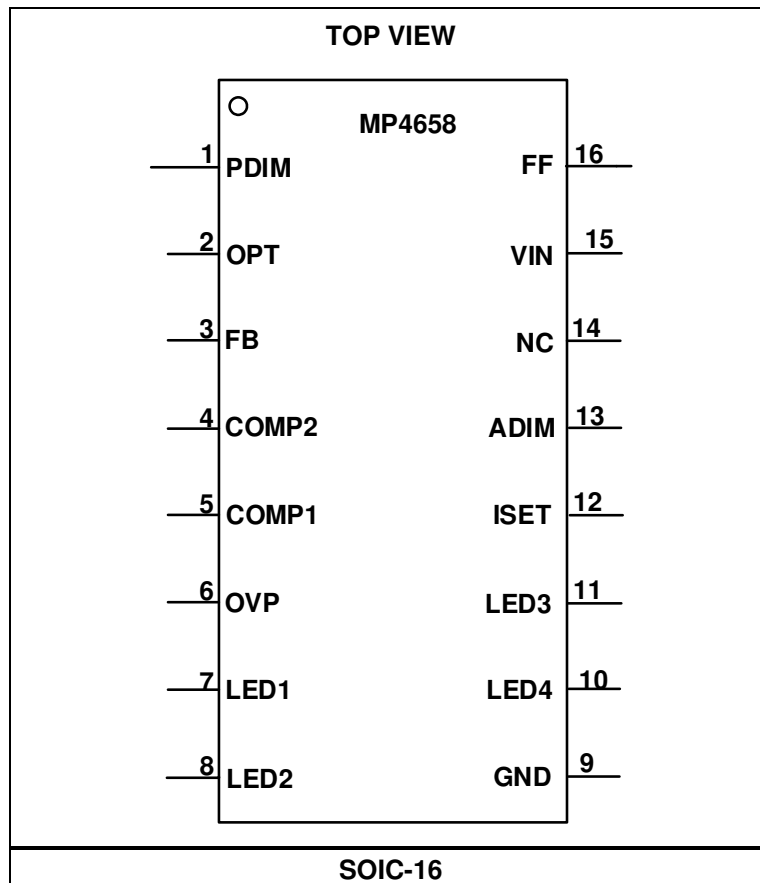 TOP VIEW
MP4658
1 PDIM FF 16
2 OPT VIN 15
3 FB NC 14
4 COMP2 ADIM 13
5 COMP1 ISET 12
6 OVP LED3 11
7 LED1 LED4 10
8 LED2 GND 9
SOIC-16